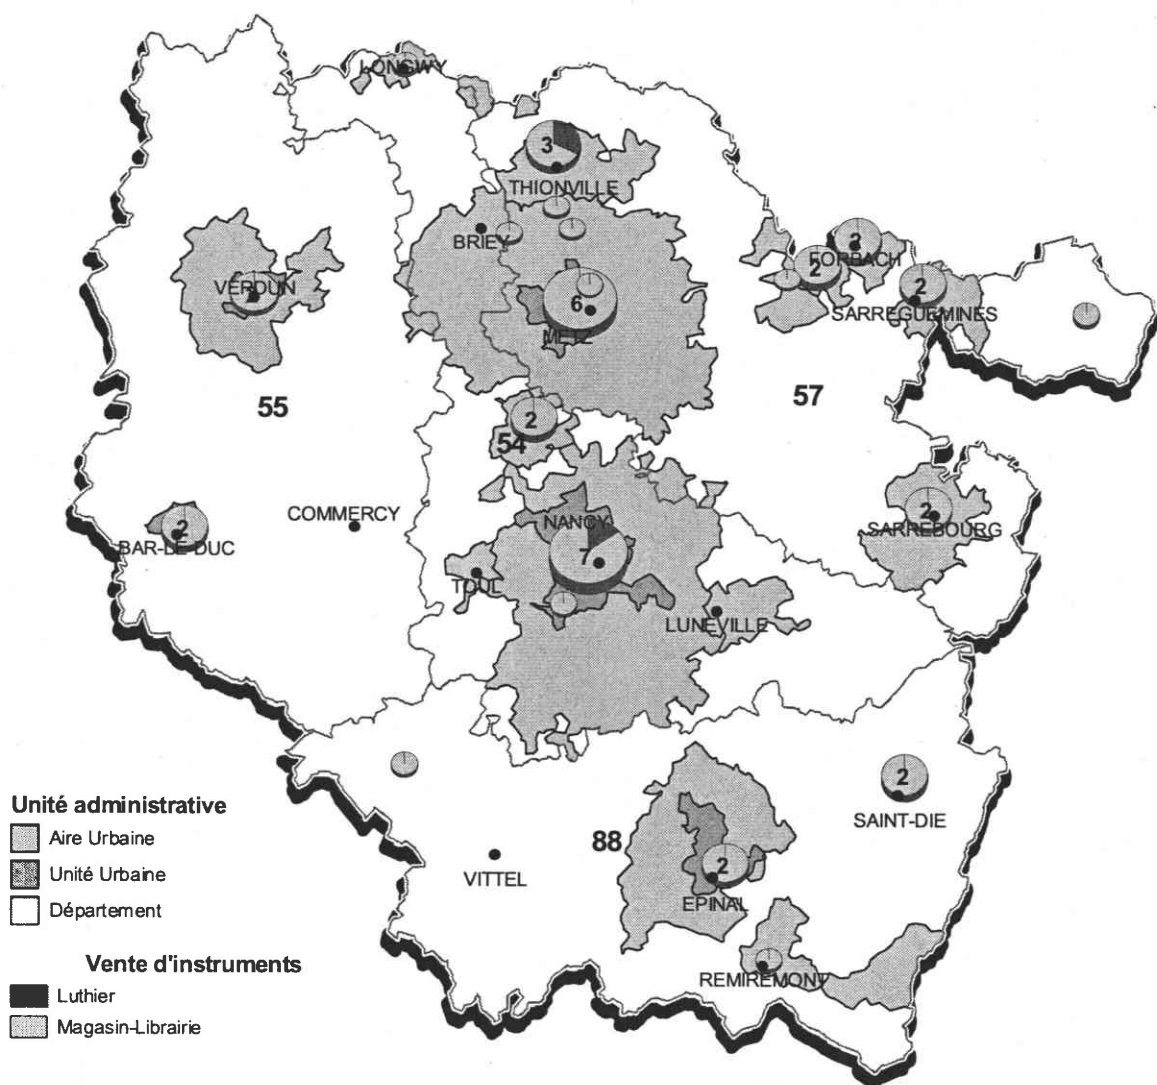 LONGWY
3
THIONVILLE
BRIEY
2
FORBACH
2
2
SARREGUEMINES
VERDUN
2
6
METZ
55
57
2
54
COMMERCY
2
BAR-LE-DUC
NANCY
7
TOUL
2
SARREBOURG
LUNEVILLE
2
SAINT-DIE
88
VITTEL
2
EPINAL
REMIREMONT
Unité administrative
Aire Urbaine
Unité Urbaine
Département
Vente d'instruments
Luthier
Magasin-Librairie